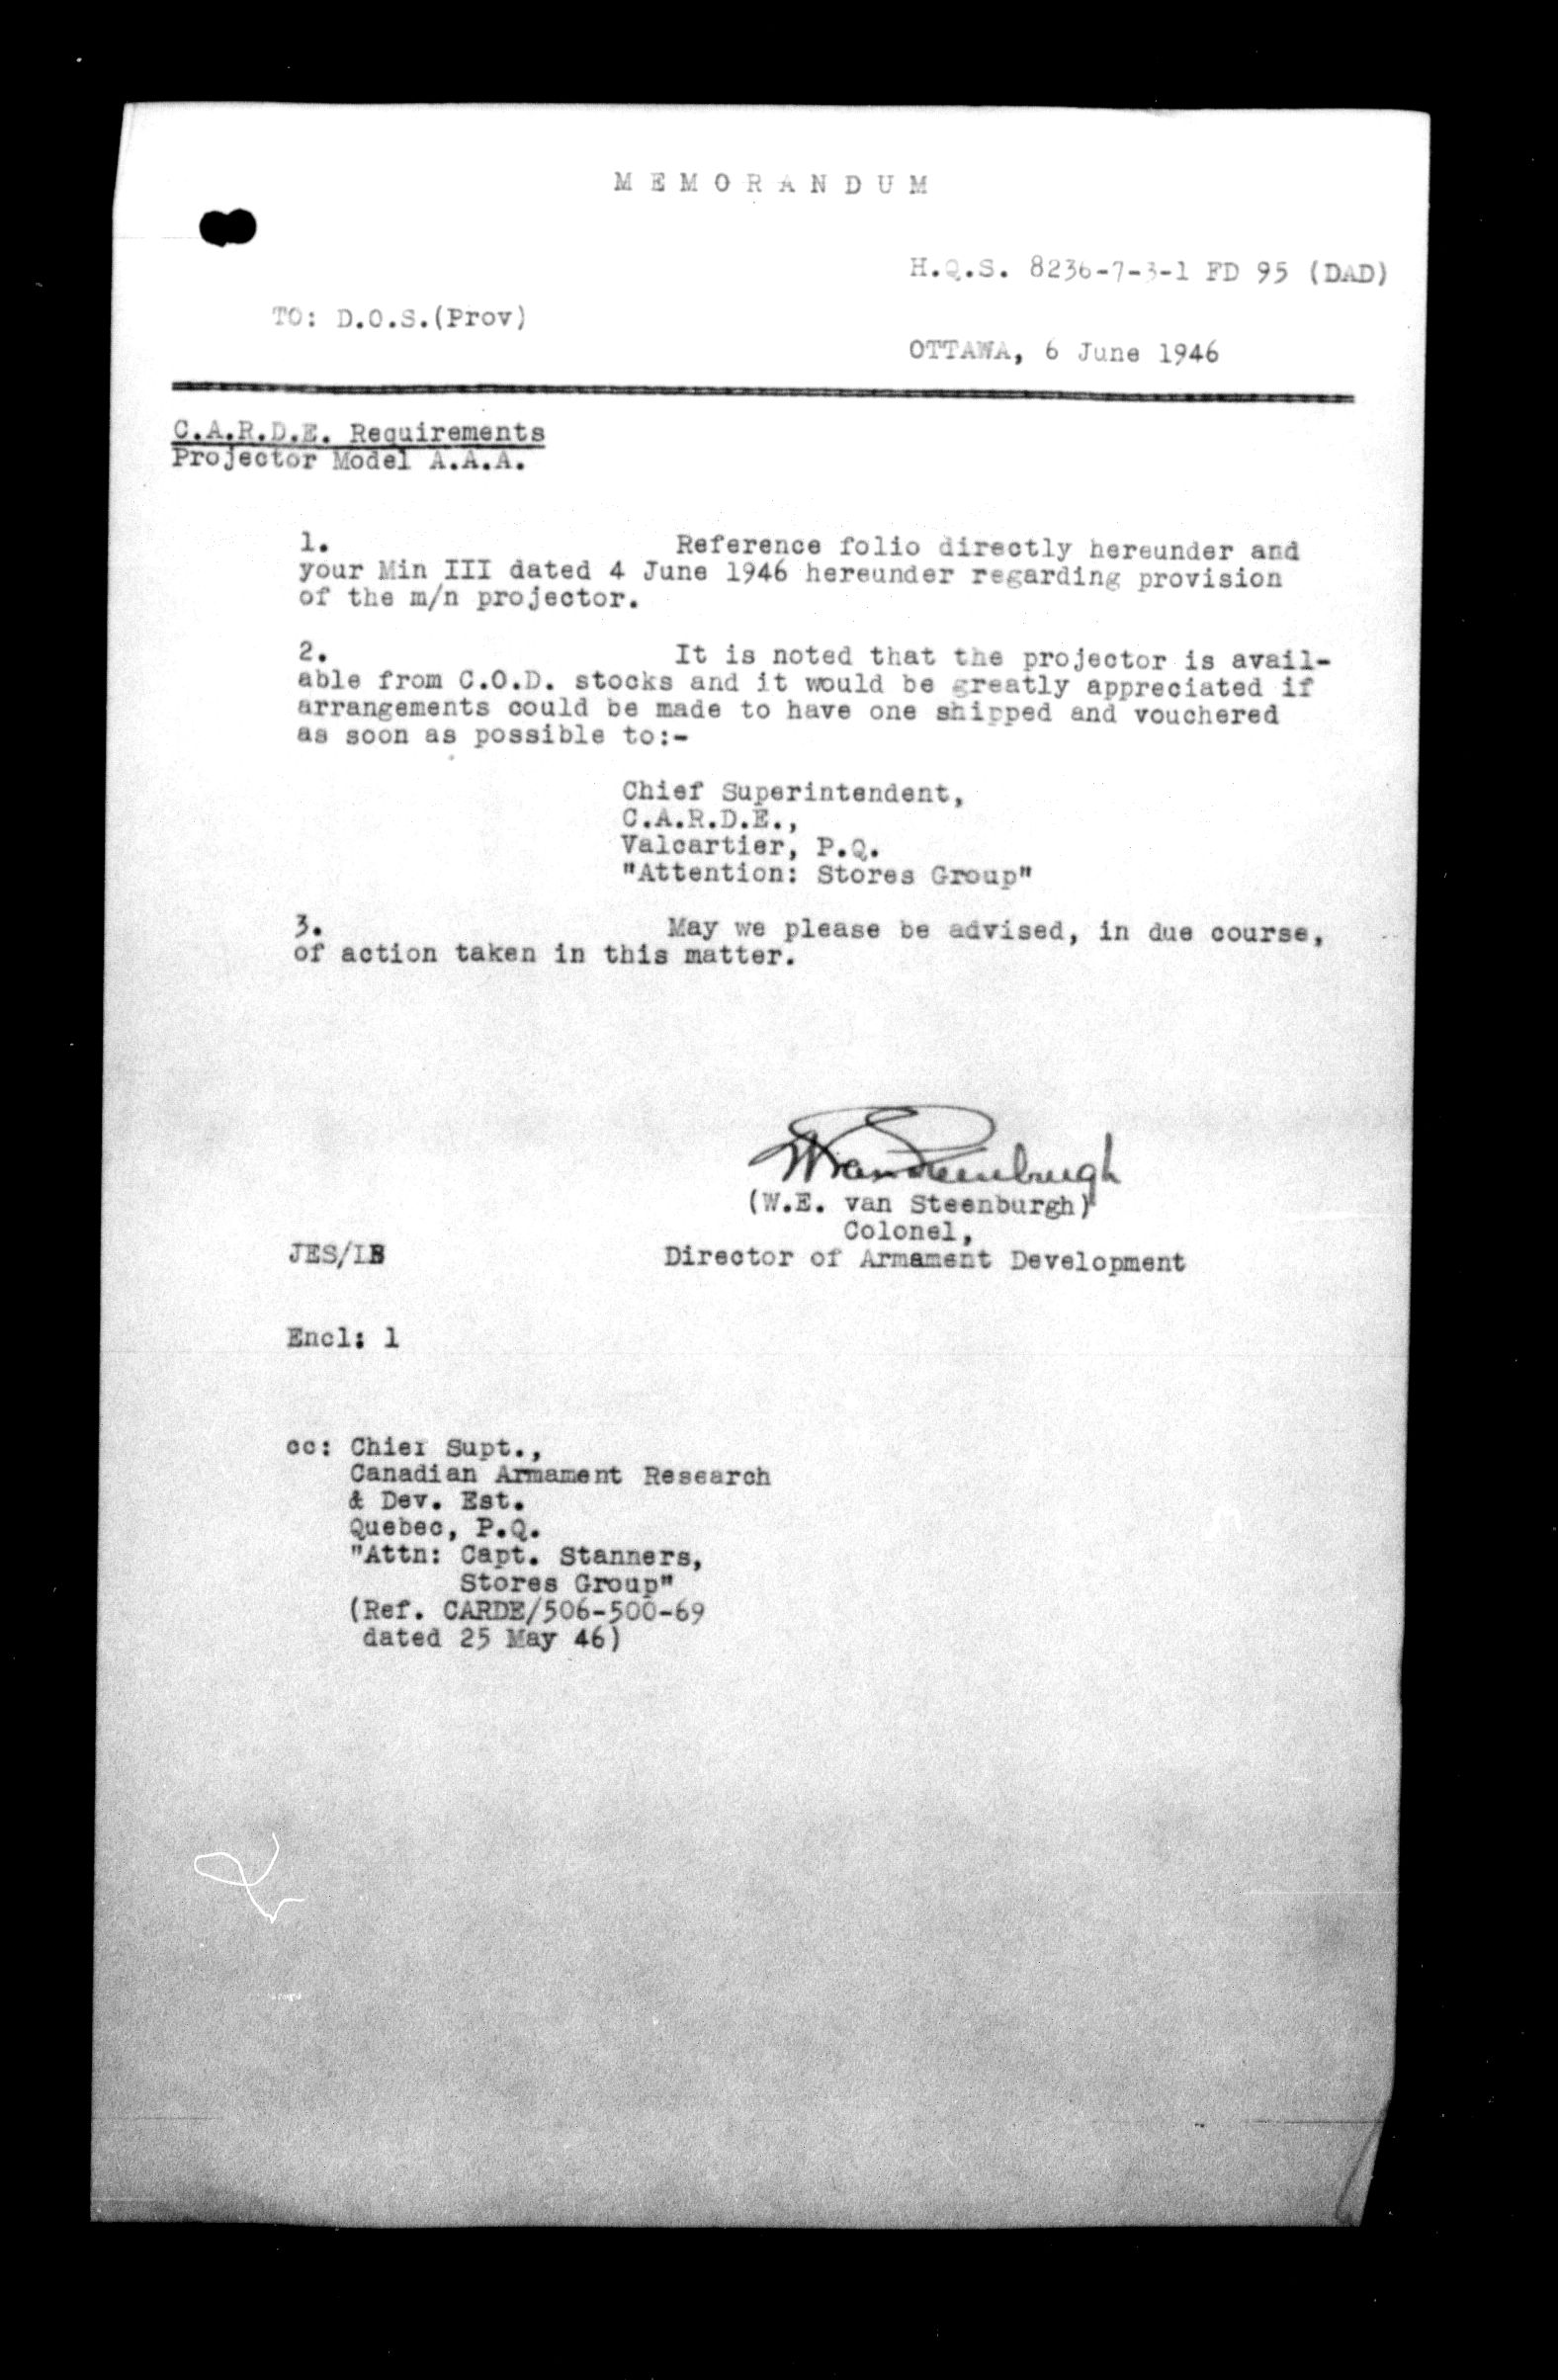 MEMORANDUM
H.Q.S. 8236-7-3-1 FD 95 (DAD)
TO: D.O.S.(Prov)
OTTAWA, 6 June 1946
C.A.R.D.E. Requirements
Projector Model A.A.A.
1. Reference folio directly hereunder and
your Min III dated 4 June 1946 hereunder regarding provision
of the m/n projector.
2. It is noted that the projector is avail-
able from C.O.D. stocks and it would be greatly appreciated if
arrangements could be made to have one shipped and vouchered
as soon as possible to:-
Chief Superintendent,
C.A.R.D.E.,
Valcartier, P.Q.
"Attention: Stores Group"
3. May we please be advised, in due course,
of action taken in this matter.
(W.E. van Steenburgh)
Colonel,
JES/LB Director of Armament Development
Encl: 1
cc: Chief Supt.,
Canadian Armament Research
& Dev. Est.
Quebec, P.Q.
"Attn: Capt. Stanners,
Stores Group"
(Ref. CARDE/506-500-69
dated 25 May 46)